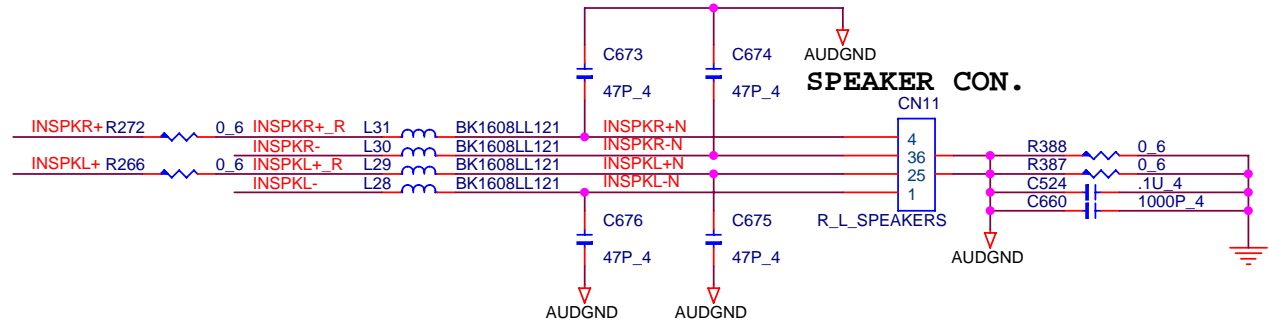 C673
C674
AUDGND
47P_4
47P_4
SPEAKER CON.
CN11
INSPKR+ R272 0_6 INSPKR+_R L31 BK1608LL121 INSPKR+N 4
INSPKR- L30 BK1608LL121 INSPKR-N 36 R388 0_6
INSPKL+ R266 0_6 INSPKL+_R L29 BK1608LL121 INSPKL+N 25 R387 0_6
INSPKL- L28 BK1608LL121 INSPKL-N 1 C524 .1U_4
C660 1000P_4
C676
C675
R_L_SPEAKERS
47P_4
47P_4
AUDGND
AUDGND
AUDGND